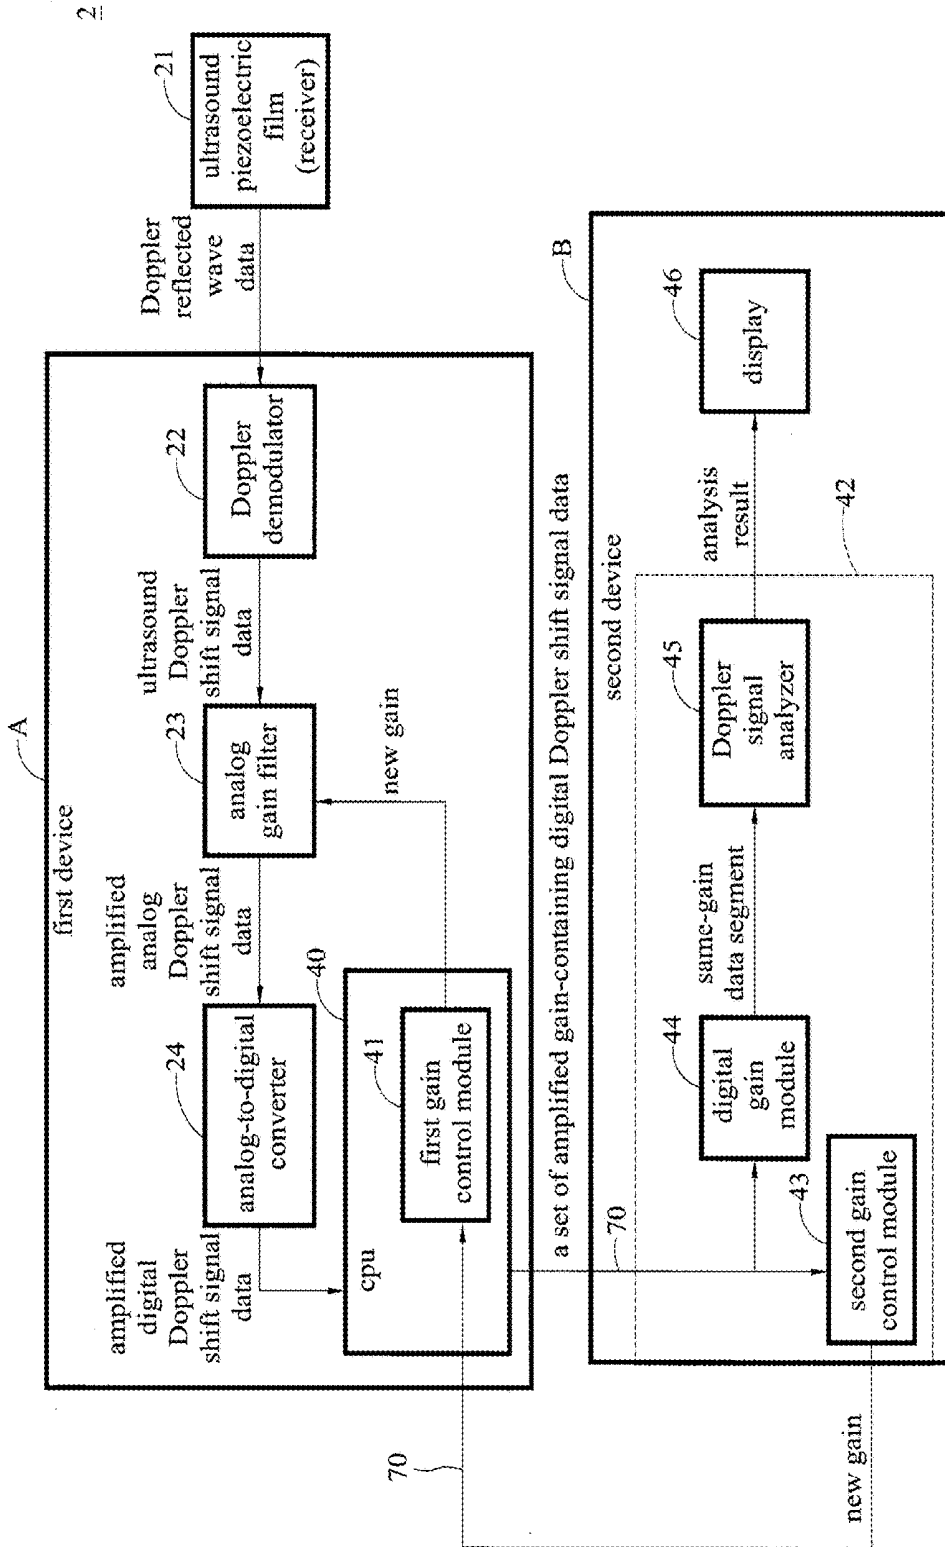 2
A
first device
21
ultrasound
piezoelectric
film
(receiver)
Doppler
reflected
wave
data
22
Doppler
demodulator
ultrasound
Doppler
shift signal
data
23
analog
gain filter
new gain
amplified
analog
Doppler
shift signal
data
24
analog-to-digital
converter
amplified
digital
Doppler
shift signal
data
40
cpu
41
first gain
control module
70
a set of amplified gain-containing digital Doppler shift signal data
70
B
second device
42
43
second gain
control module
new gain
44
digital
gain
module
same-gain
data segment
45
Doppler
signal
analyzer
analysis
result
46
display